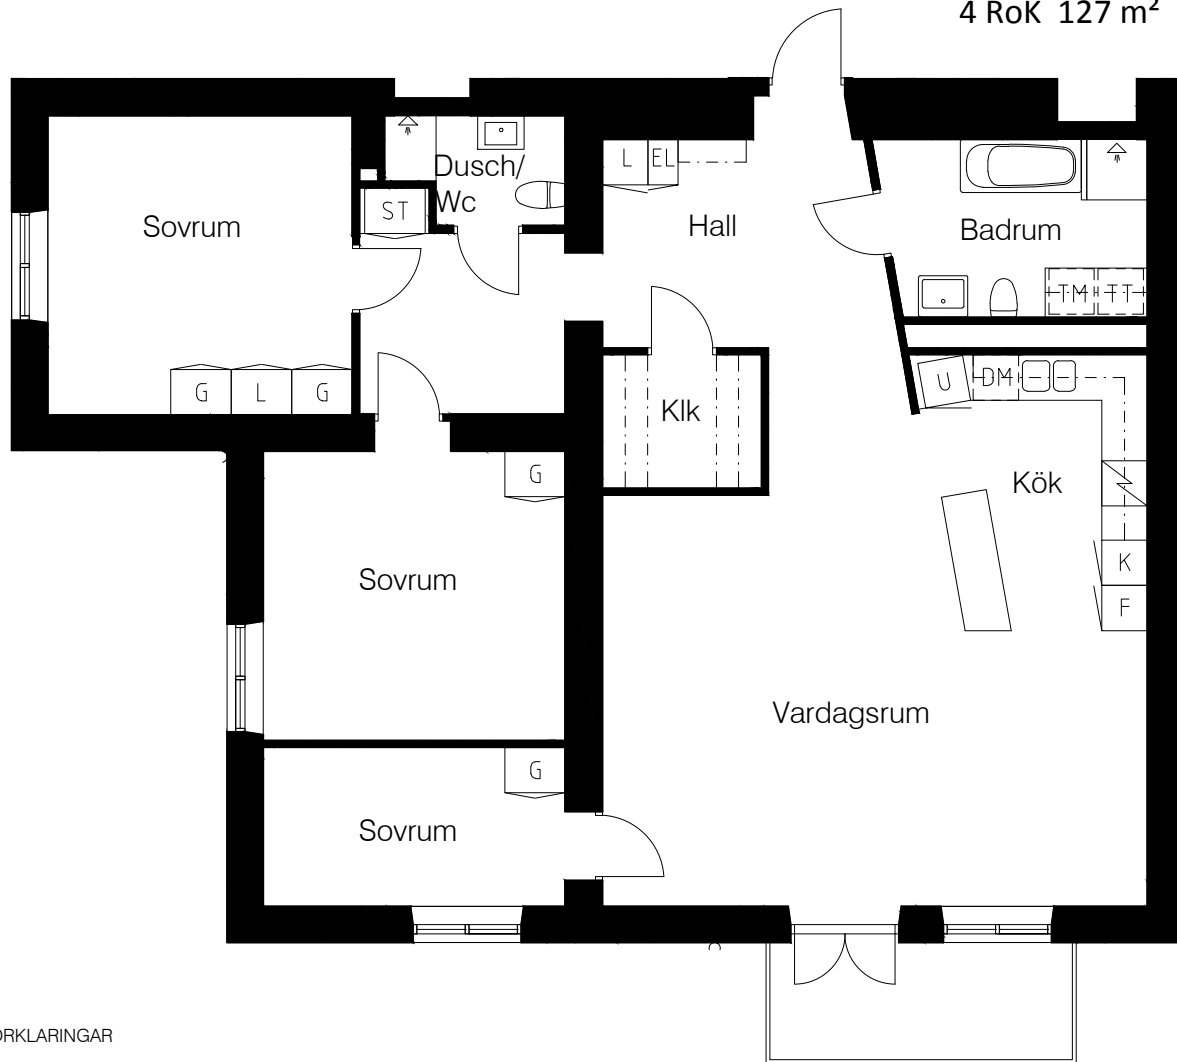 4 RoK 127 m²
L EL
Dusch/
Wc
ST
Sovrum
Hall
Badrum
TM TT
G L G
Klk
U DM
Kök
G
K
F
Sovrum
Vardagsrum
G
Sovrum
ORKLARINGAR